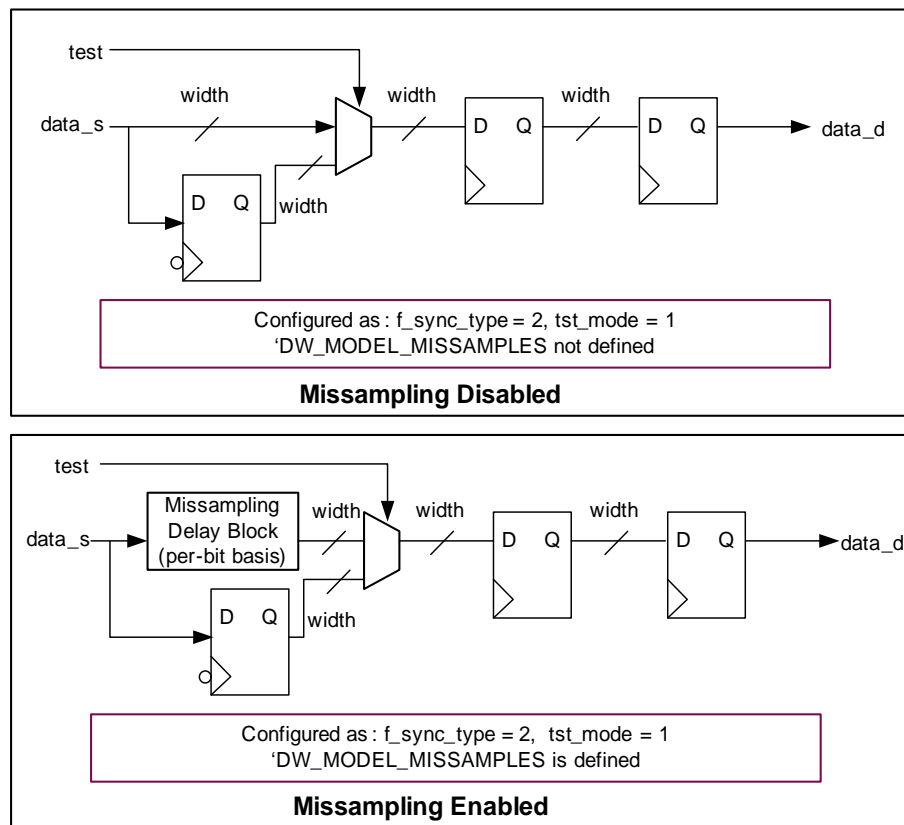 test
width
width
width
data_s
D Q
D Q
data_d
D Q
width
Configured as: f_sync_type = 2, tst_mode = 1
‘DW_MODEL_MISSAMPLES not defined
Missampling Disabled
test
Missampling
Delay Block
(per-bit basis)
width
width
width
data_s
D Q
D Q
data_d
D Q
width
Configured as: f_sync_type = 2, tst_mode = 1
‘DW_MODEL_MISSAMPLES is defined
Missampling Enabled